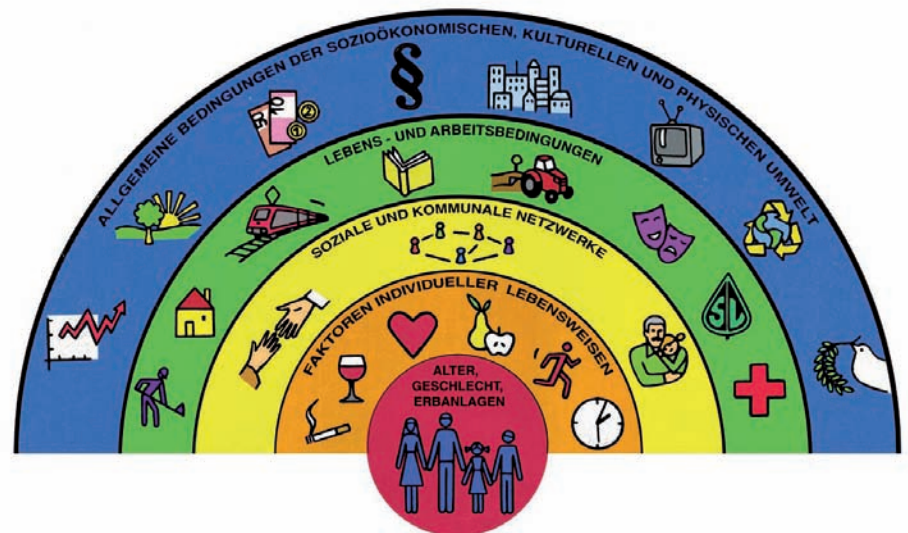 ALLGEMEINE BEDINGUNGEN DER SOZIOÖKONOMISCHEN, KULTURELLEN UND PHYSISCHEN UMWELT
§
LEBENS - UND ARBEITSBEDINGUNGEN
SOZIALE UND KOMMUNALE NETZWERKE
FAKTOREN INDIVIDUELLER LEBENSWEISEN
ALTER,
GESCHLECHT,
ERBANLAGEN
SL